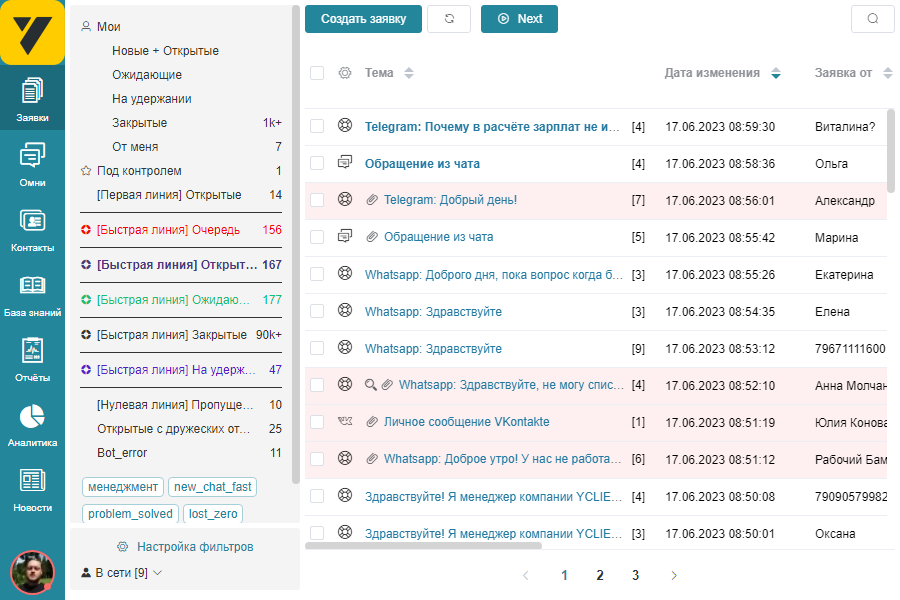 Заявки
Омни
Контакты
База знаний
Отчёты
Аналитика
Новости
Мои
Новые + Открытые
Ожидающие
На удержании
Закрытые 1k+
От меня 7
Под контролем 1
[Первая линия] Открытые 14
[Быстрая линия] Очередь 156
[Быстрая линия] Открыт... 167
[Быстрая линия] Ожидаю... 177
[Быстрая линия] Закрытые 90k+
[Быстрая линия] На удерж... 47
[Нулевая линия] Пропуще... 10
Открытые с дружеских от... 25
Bot_error 11
менеджмент new_chat_fast
problem_solved lost_zero
Настройка фильтров
В сети [9]
Создать заявку Next
Тема Дата изменения Заявка от
Telegram: Почему в расчёте зарплат не и... [4] 17.06.2023 08:59:30 Виталина?
Обращение из чата [4] 17.06.2023 08:58:36 Ольга
Telegram: Добрый день! [7] 17.06.2023 08:56:01 Александр
Обращение из чата [5] 17.06.2023 08:55:42 Марина
Whatsapp: Доброго дня, пока вопрос когда б... [3] 17.06.2023 08:55:26 Екатерина
Whatsapp: Здравствуйте [3] 17.06.2023 08:54:35 Елена
Whatsapp: Здравствуйте [9] 17.06.2023 08:53:12 79671111600
Whatsapp: Здравствуйте, не могу спис... [4] 17.06.2023 08:52:10 Анна Молчан
Личное сообщение VKontakte [1] 17.06.2023 08:51:19 Юлия Конова
Whatsapp: Доброе утро! У нас не работа... [6] 17.06.2023 08:51:12 Рабочий Бам
Здравствуйте! Я менеджер компании YCLIE... [4] 17.06.2023 08:50:08 79090579982
Здравствуйте! Я менеджер компании YCLIE... [3] 17.06.2023 08:50:01 Оксана
1 2 3